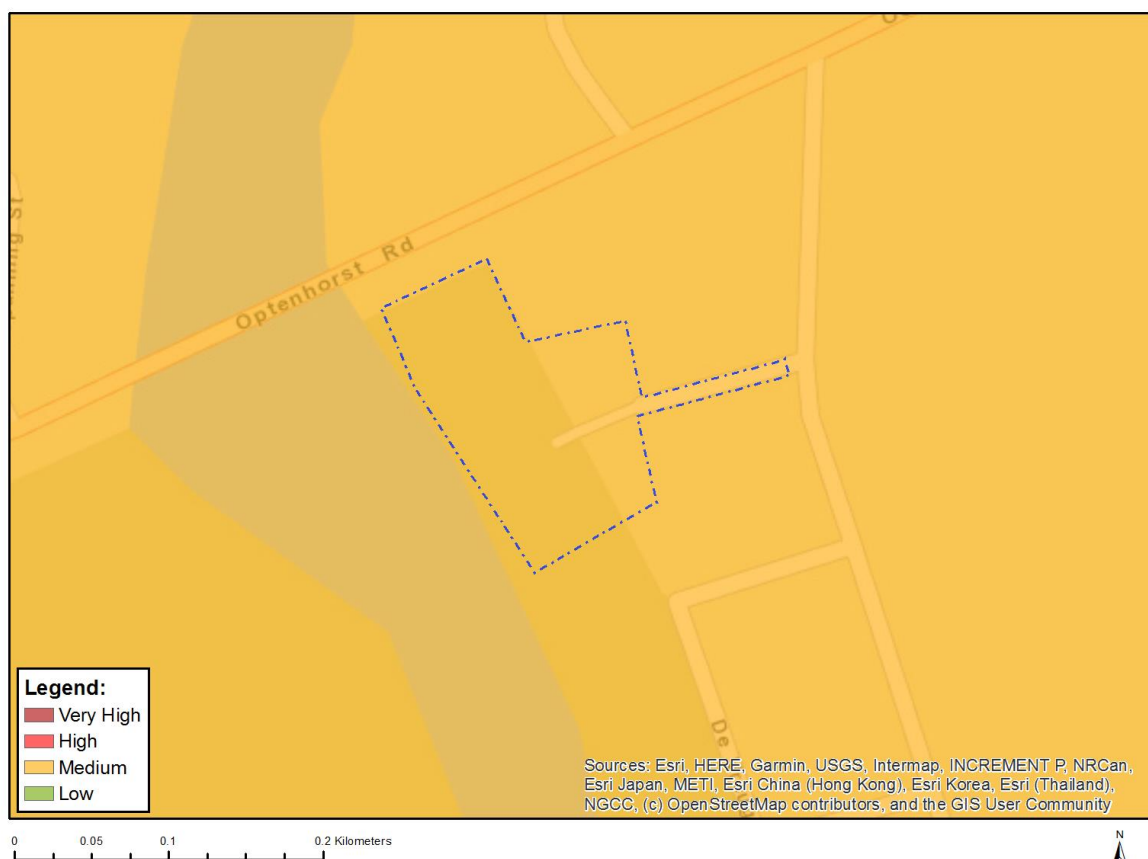 Optenhorst Rd
De
Legend:
Very High
High
Medium
Low
Sources: Esri, HERE, Garmin, USGS, Intermap, INCREMENT P, NRCan,
Esri Japan, METI, Esri China (Hong Kong), Esri Korea, Esri (Thailand),
NGCC, (c) OpenStreetMap contributors, and the GIS User Community
0 0.05 0.1 0.2 Kilometers
N